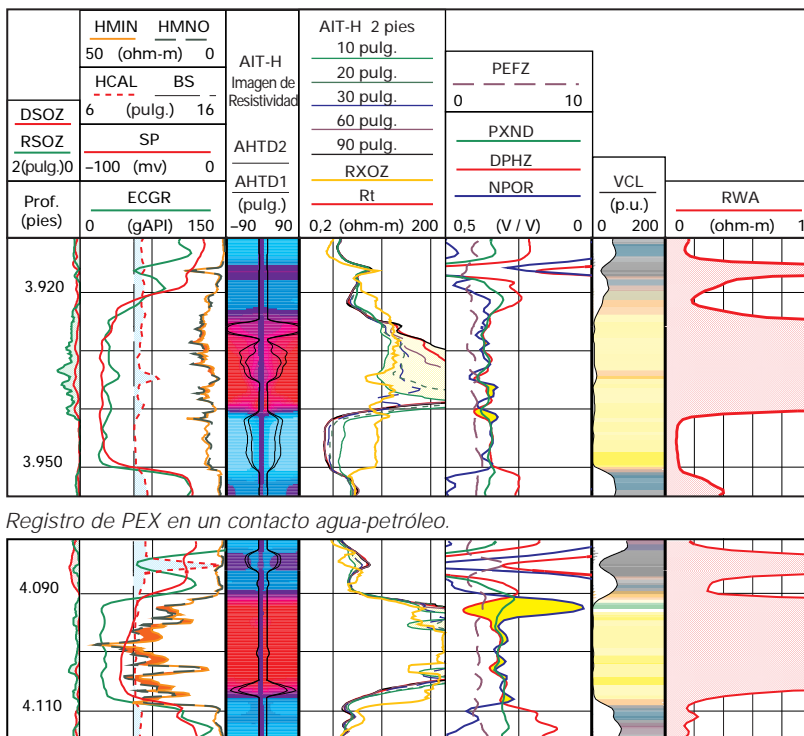 DSOZ
RSOZ
2(pulg.)0
Prof.
(pies)
HMIN HMNO
50 (ohm-m) 0
HCAL BS
6 (pulg.) 16
SP
−100 (mv) 0
ECGR
0 (gAPI) 150
AIT-H
Imagen de
Resistividad
AHTD2
AHTD1
(pulg.)
−90 90
AIT-H 2 pies
10 pulg.
20 pulg.
30 pulg.
60 pulg.
90 pulg.
RXOZ
Rt
0,2 (ohm-m) 200
PEFZ
0 10
PXND
DPHZ
NPOR
0,5 (V / V) 0
VCL
(p.u.)
0 200
RWA
0 (ohm-m) 1
3.920
3.950
Registro de PEX en un contacto agua-petróleo.
4.090
4.110